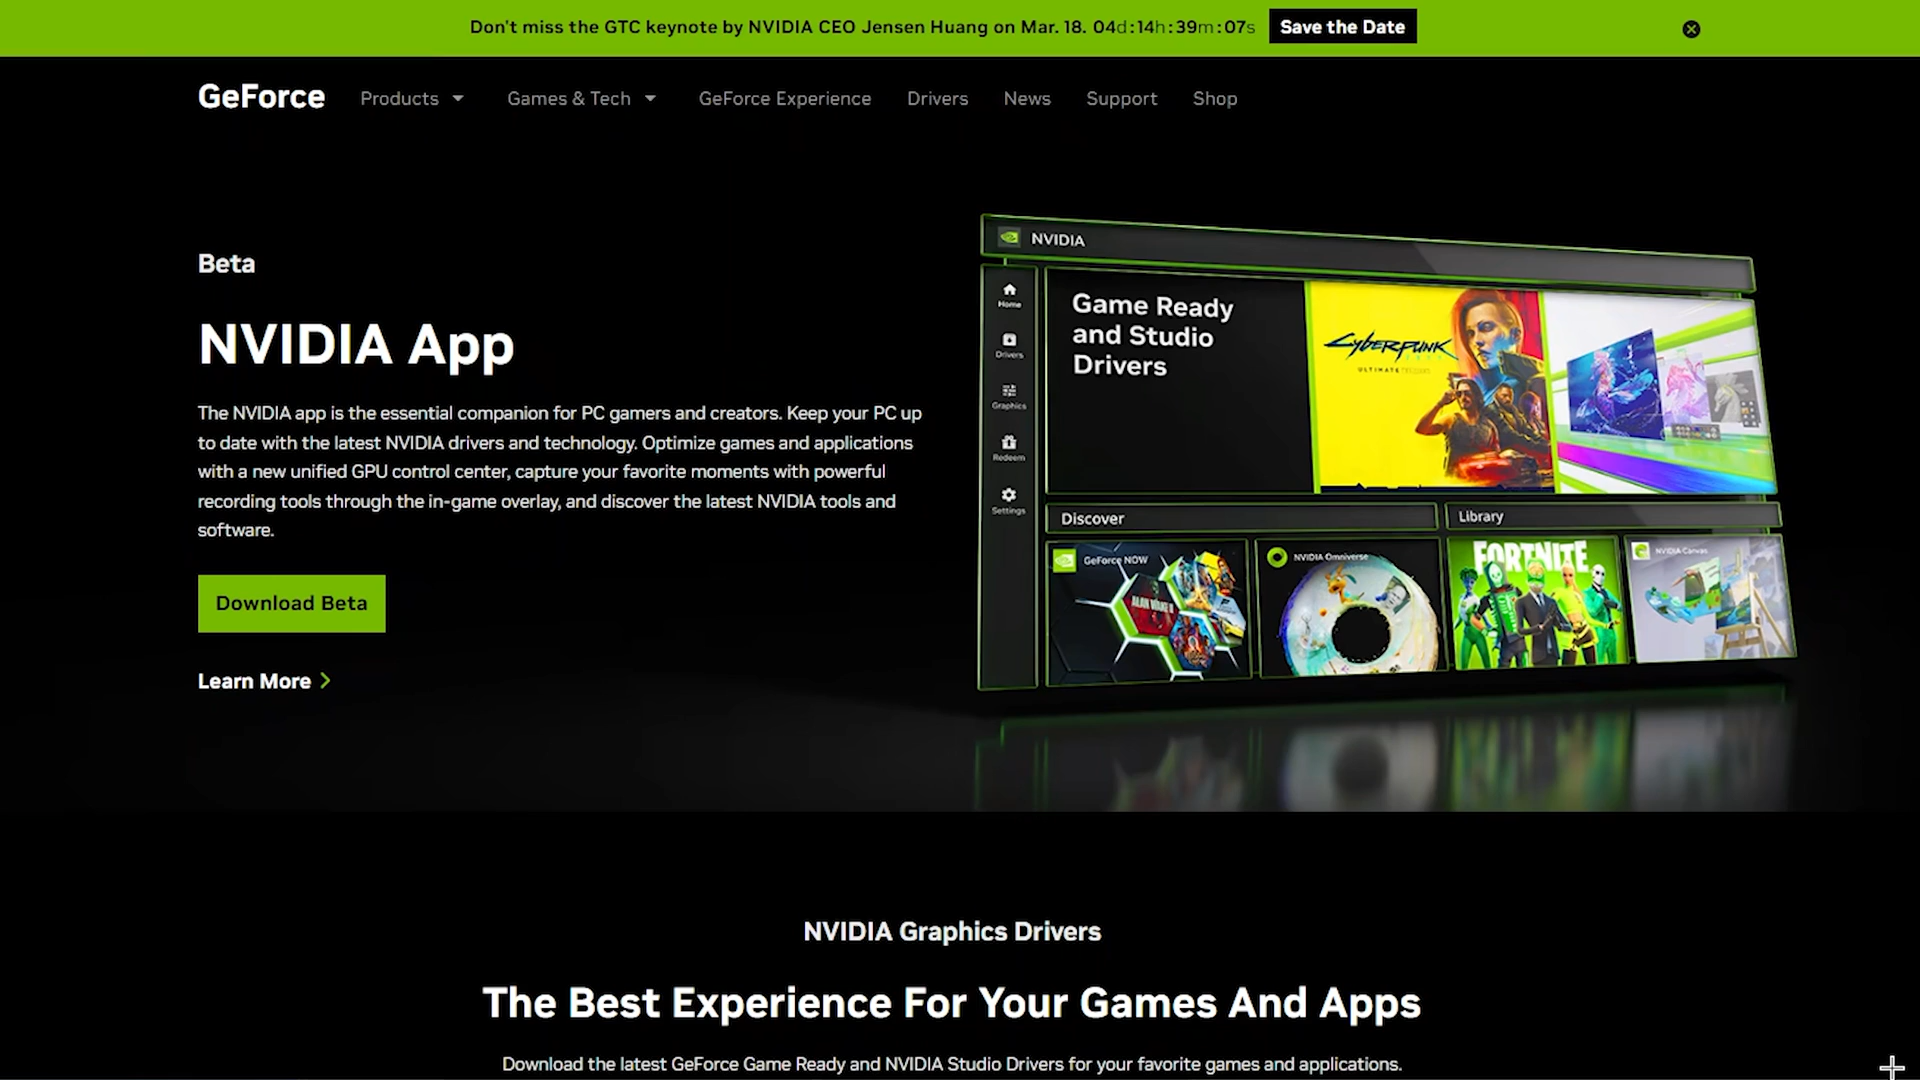 Don't miss the GTC keynote by NVIDIA CEO Jensen Huang on Mar. 18. 04d:14h:39m:07s
Save the Date
GeForce
Products
Games & Tech
GeForce Experience
Drivers
News
Support
Shop
Beta
NVIDIA App
The NVIDIA app is the essential companion for PC gamers and creators. Keep your PC up
to date with the latest NVIDIA drivers and technology. Optimize games and applications
with a new unified GPU control center, capture your favorite moments with powerful
recording tools through the in-game overlay, and discover the latest NVIDIA tools and
software.
Download Beta
Learn More
NVIDIA
Home
Drivers
Graphics
Redeem
Settings
Game Ready
and Studio
Drivers
CYBERPUNK
ULTIMATE
Discover
Library
GeForce NOW
ALAN WAKE II
NVIDIA Omniverse
FORTNITE
NVIDIA Canvas
NVIDIA Graphics Drivers
The Best Experience For Your Games And Apps
Download the latest GeForce Game Ready and NVIDIA Studio Drivers for your favorite games and applications.